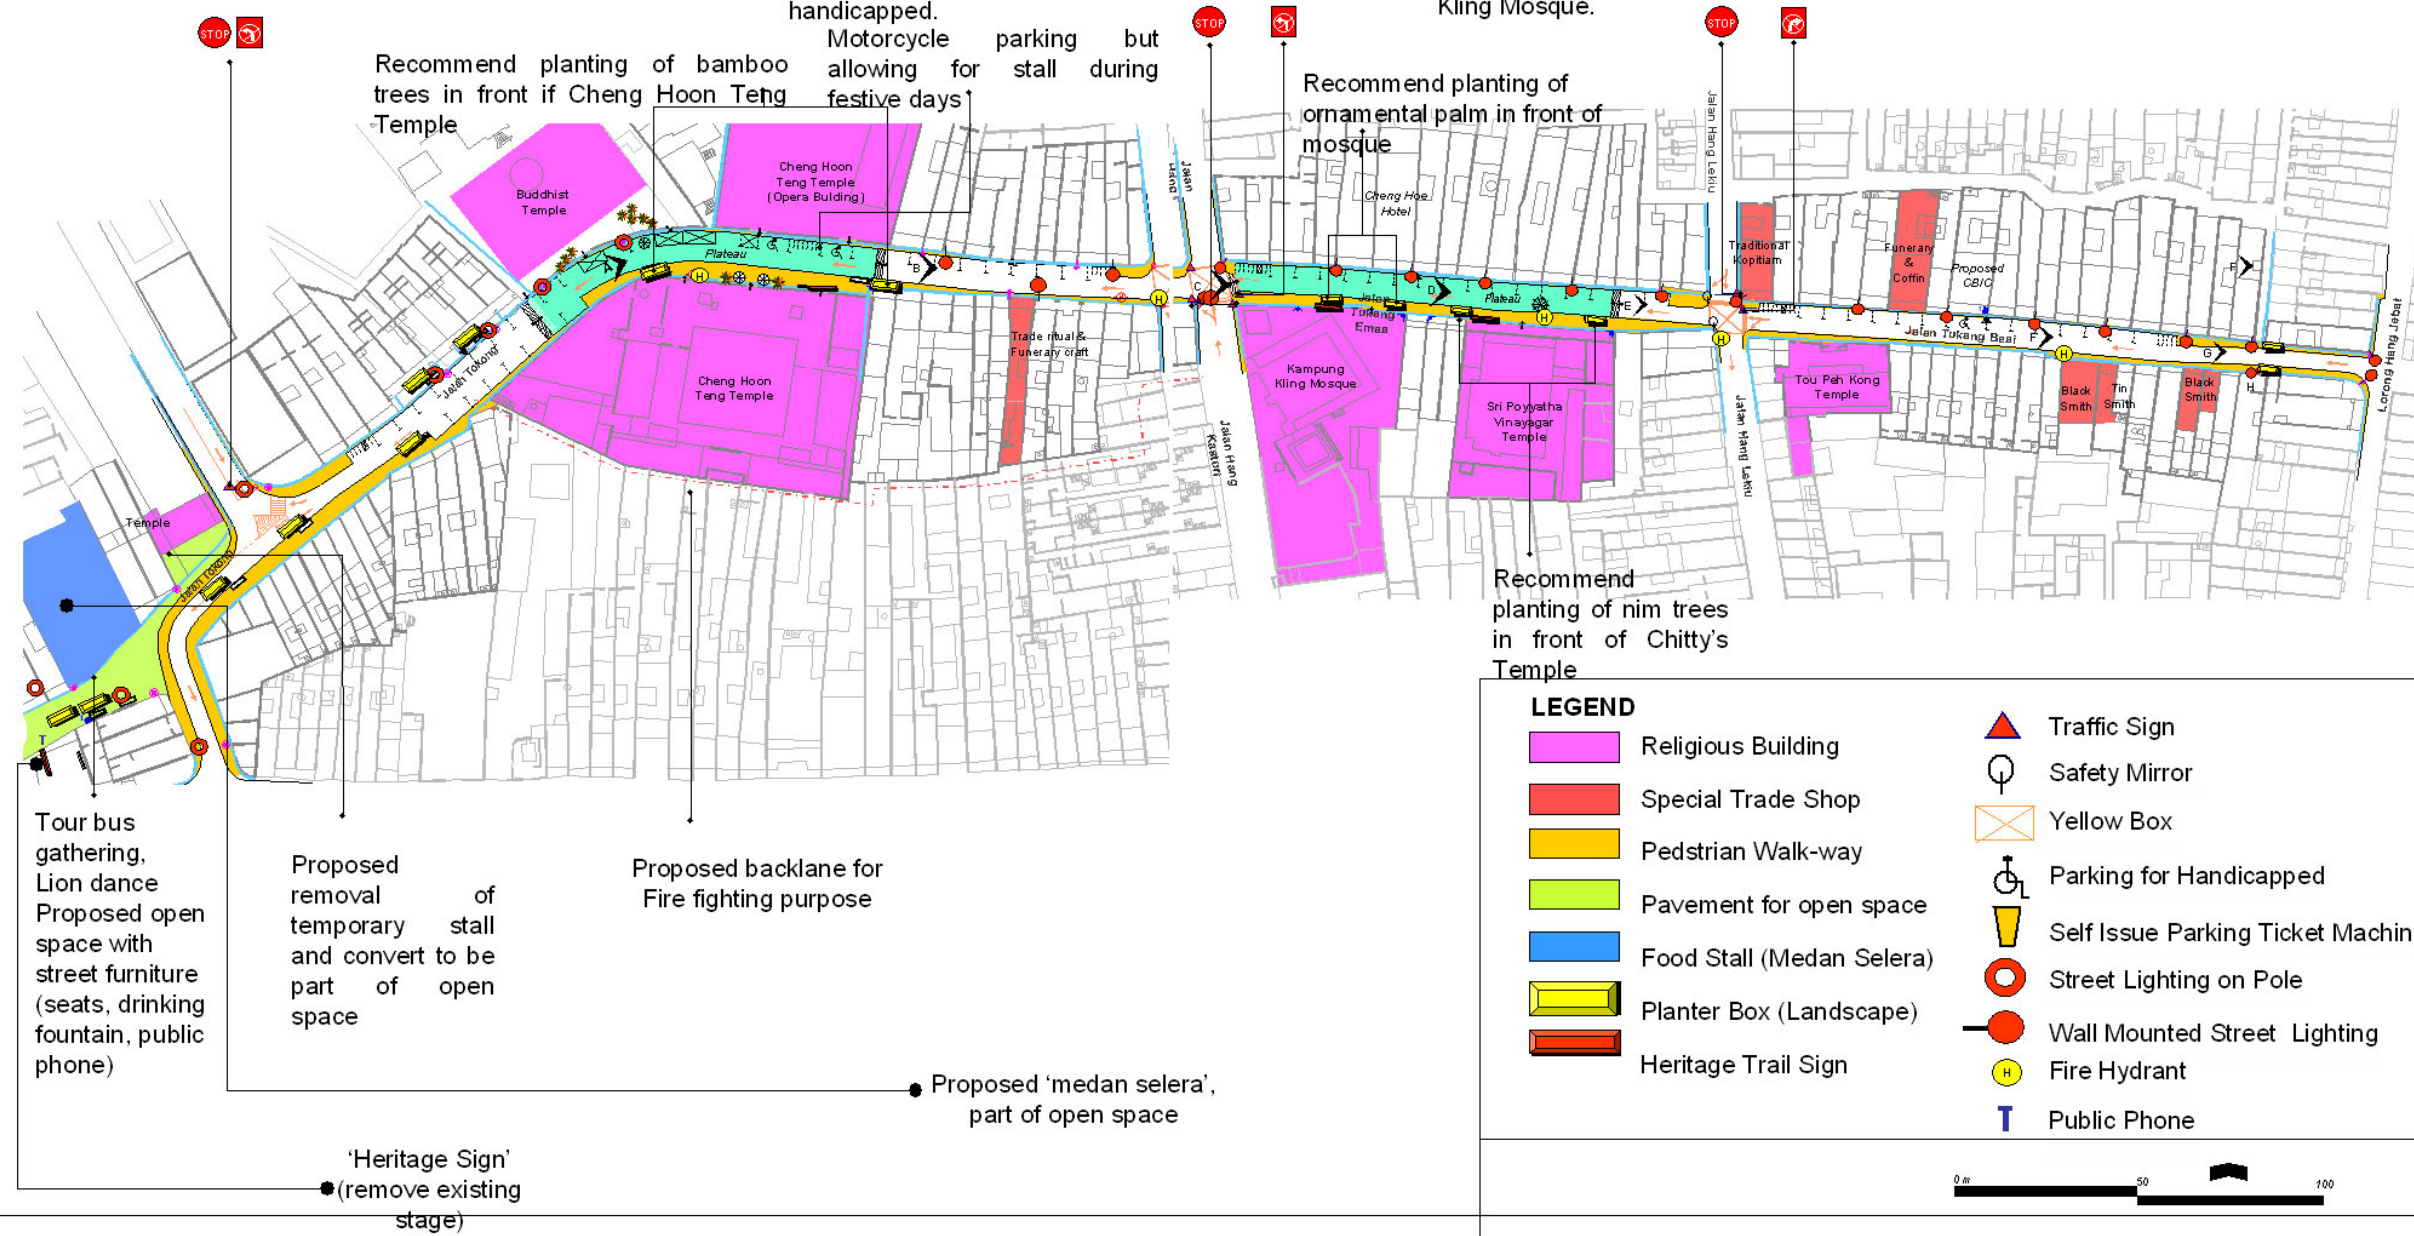 handicapped.
Kling Mosque.
STOP
STOP
STOP
Recommend planting of bamboo
trees in front if Cheng Hoon Teng
Temple
Motorcycle parking but
allowing for stall during
festive days
Recommend planting of
ornamental palm in front of
mosque
Jalan Hang Lekiu
Buddhist
Temple
Cheng Hoon
Teng Temple
(Opera Bulding)
Cheng Hoe
Hotel
Traditional
Kopitiam
Funerary
&
Coffin
Proposed
CBIC
Plateau
A
B
C
D
Plateau
E
F
F
G
G
G
G
H
H
H
H
H
H
Jalan
Tukang
Emas
Jalan Tukang Besi
Lorong Hang Jebat
Trade ritual &
Funerary craft
Jalan Tokong
Cheng Hoon
Teng Temple
Kampung
Kling Mosque
Sri Poyyatha
Vinayagar
Temple
Tou Peh Kong
Temple
Black
Smith
Tin
Smith
Black
Smith
Jalan Hang
Kasturi
Jalan Hang Lekiu
Temple
Jalan Tokong
T
Recommend
planting of nim trees
in front of Chitty's
Temple
Tour bus
gathering,
Lion dance
Proposed open
space with
street furniture
(seats, drinking
fountain, public
phone)
Proposed
removal of
temporary stall
and convert to be
part of open
space
Proposed backlane for
Fire fighting purpose
Proposed ‘medan selera’,
part of open space
‘Heritage Sign’
(remove existing
stage)
LEGEND
Religious Building
Special Trade Shop
Pedstrian Walk-way
Pavement for open space
Food Stall (Medan Selera)
Planter Box (Landscape)
Heritage Trail Sign
Traffic Sign
Safety Mirror
Yellow Box
Parking for Handicapped
Self Issue Parking Ticket Machin
Street Lighting on Pole
Wall Mounted Street Lighting
H Fire Hydrant
T Public Phone
0 m 50 100